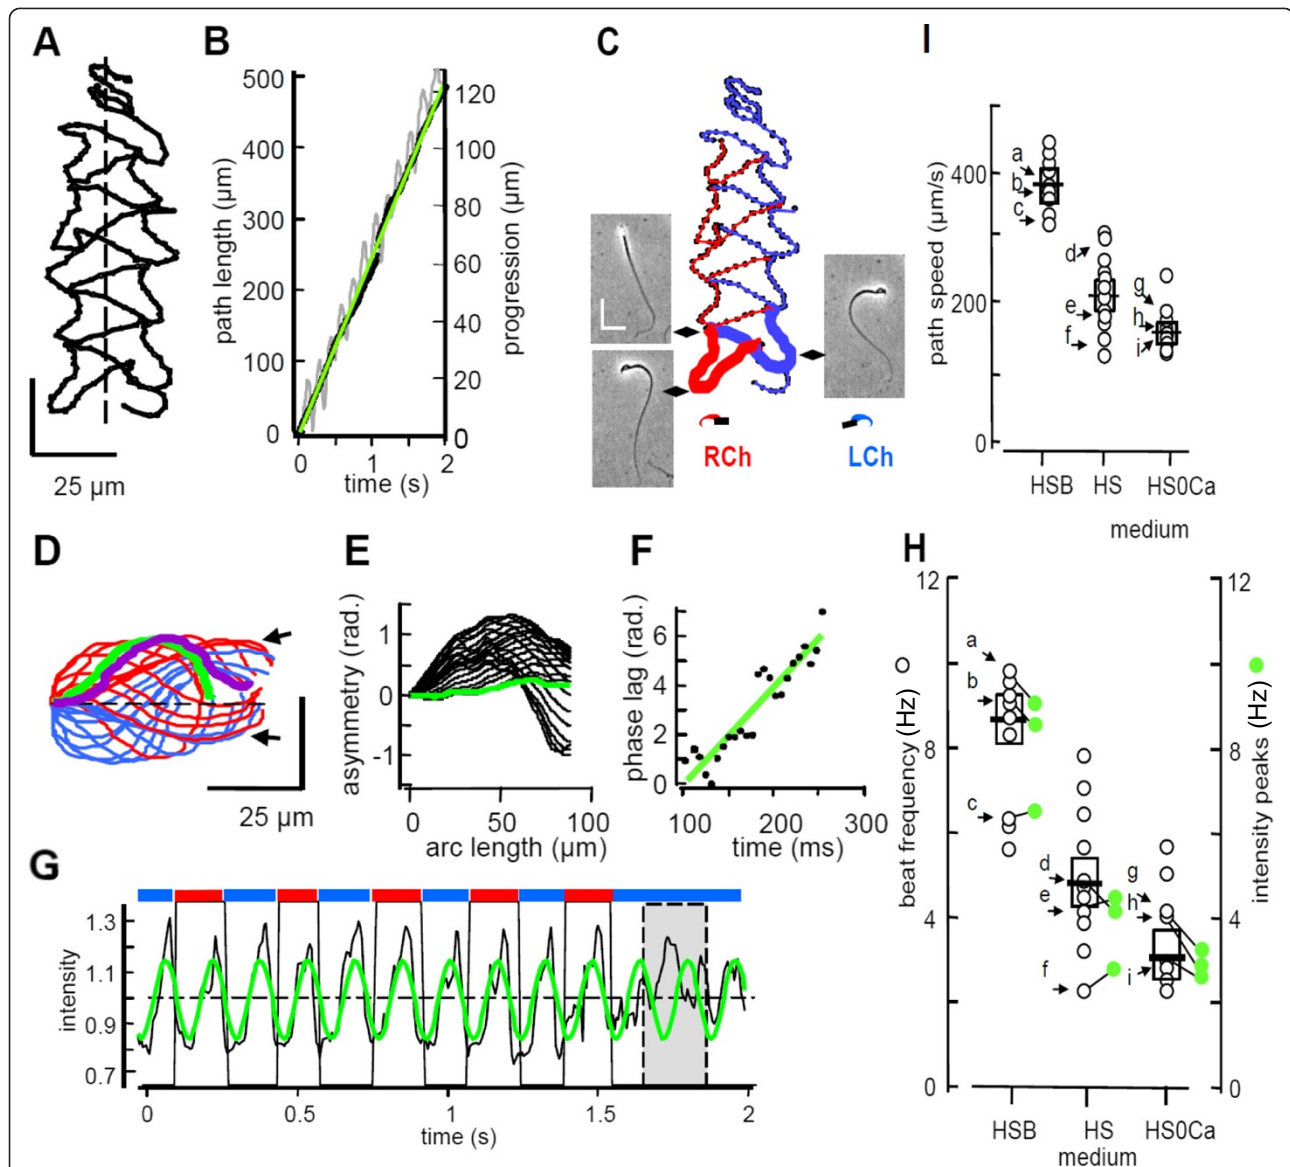 A
25 µm
B
500
400
300
200
100
0
path length (µm)
120
100
80
60
40
20
0
progression (µm)
0 1 2
time (s)
C
RCh
LCh
I
path speed (µm/s)
400
200
0
a
b
c
d
e
f
g
h
i
HSB HS HS0Ca
medium
D
25 µm
E
asymmetry (rad.)
1
0
-1
0 50 100
arc length (µm)
F
phase lag (rad.)
6
4
2
0
100 200 300
time (ms)
G
intensity
1.3
1.1
0.9
0.7
0 0.5 1 1.5 2
time (s)
H
beat frequency (Hz)
12
8
4
0
a
b
c
d
e
f
g
h
i
12
8
4
0
intensity peaks (Hz)
HSB HS HS0Ca
medium